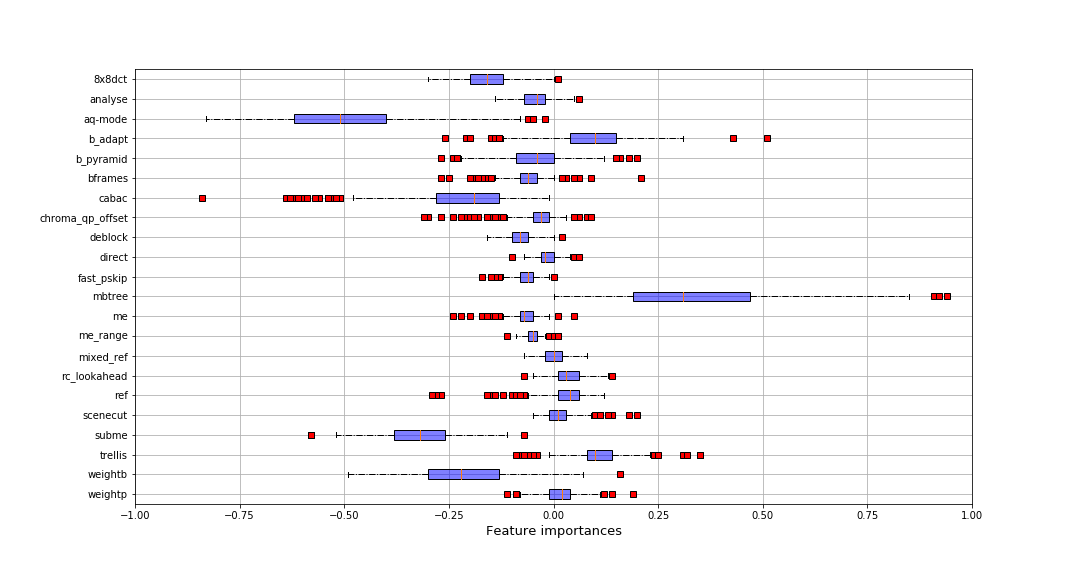 8x8dct
analyse
aq-mode
b_adapt
b_pyramid
bframes
cabac
chroma_qp_offset
deblock
direct
fast_pskip
mbtree
me
me_range
mixed_ref
rc_lookahead
ref
scenecut
subme
trellis
weightb
weightp
−1.00 −0.75 −0.50 −0.25 0.00 0.25 0.50 0.75 1.00
Feature importances